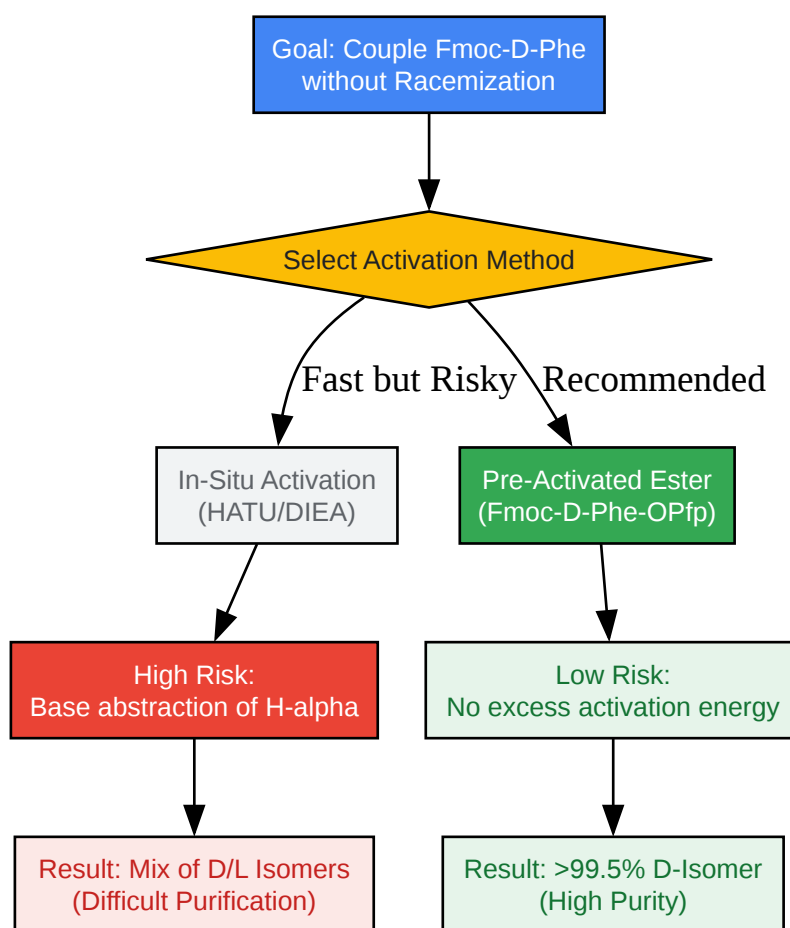 Goal: Couple Fmoc-D-Phe
without Racemization
Select Activation Method
Fast but Risky
Recommended
In-Situ Activation
(HATU/DIEA)
Pre-Activated Ester
(Fmoc-D-Phe-OPfp)
High Risk:
Base abstraction of H-alpha
Low Risk:
No excess activation energy
Result: Mix of D/L Isomers
(Difficult Purification)
Result: >99.5% D-Isomer
(High Purity)